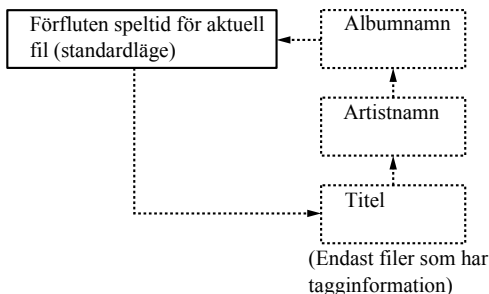 Förfluten speltid för aktuell
fil (standardläge)
Albumnamn
Artistnamn
Titel
(Endast filer som har
tagginformation)